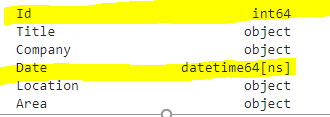 Id int64
Title object
Company object
Date datetime64[ns]
Location object
Area object